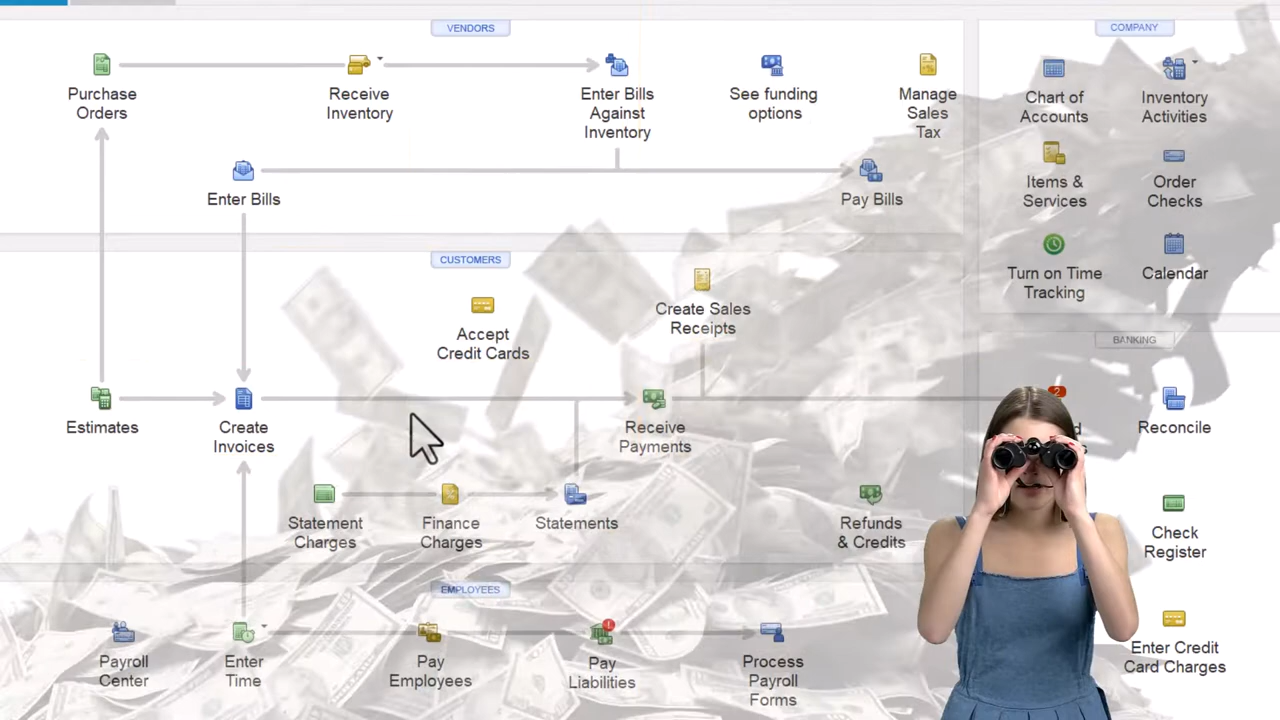 VENDORS
Purchase
Orders
Receive
Inventory
Enter Bills
Against
Inventory
See funding
options
Manage
Sales
Tax
Enter Bills
Pay Bills
COMPANY
Chart of
Accounts
Inventory
Activities
Items &
Services
Order
Checks
Turn on Time
Tracking
Calendar
CUSTOMERS
Accept
Credit Cards
Create Sales
Receipts
Estimates
Create
Invoices
Receive
Payments
Statement
Charges
Finance
Charges
Statements
Refunds
& Credits
BANKING
2
Reconcile
Check
Register
Enter Credit
Card Charges
EMPLOYEES
Payroll
Center
Enter
Time
Pay
Employees
Pay
Liabilities
Process
Payroll
Forms